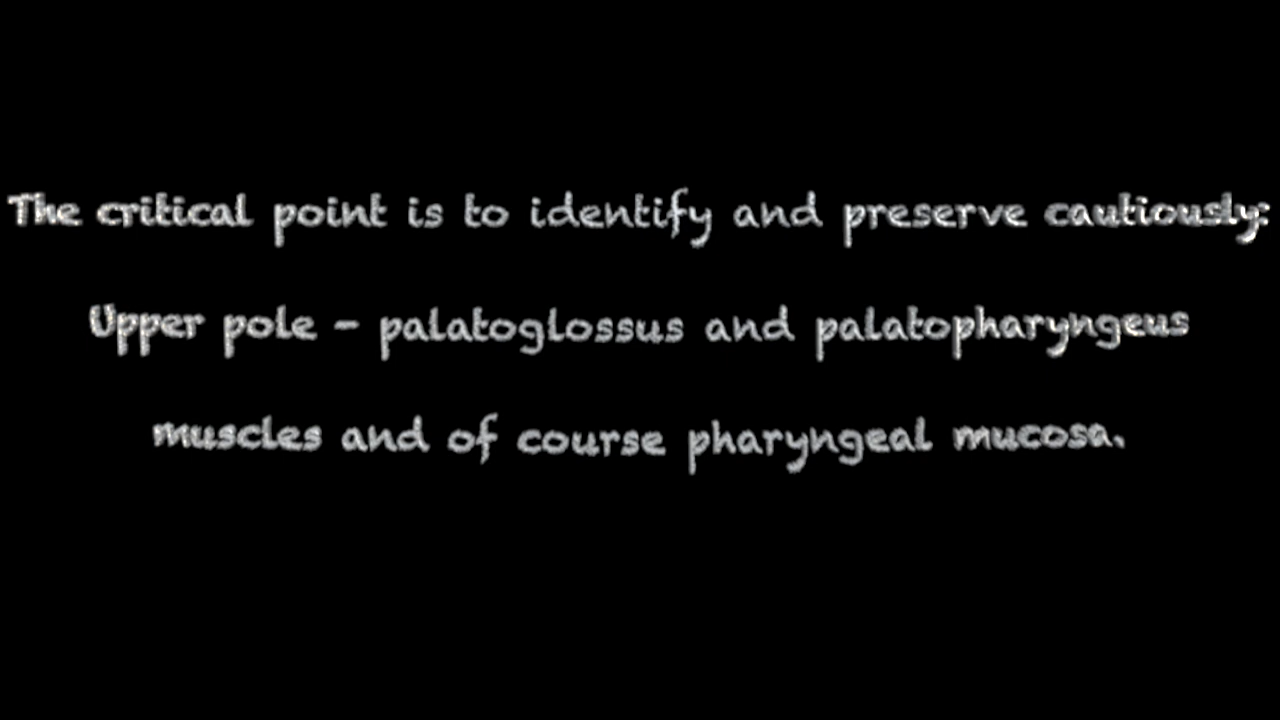 The critical point is to identify and preserve cautiously:
Upper pole - palatoglossus and palatopharyngeus
muscles and of course pharyngeal mucosa.